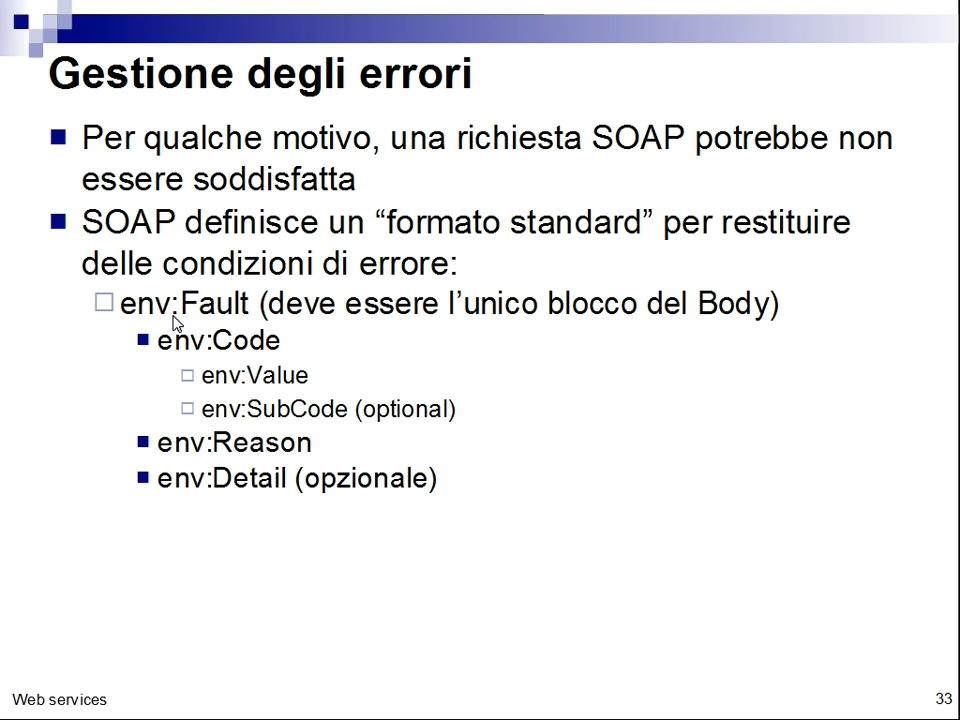 Gestione degli errori
Per qualche motivo, una richiesta SOAP potrebbe non
essere soddisfatta
SOAP definisce un “formato standard” per restituire
delle condizioni di errore:
env:Fault (deve essere l’unico blocco del Body)
env:Code
env:Value
env:SubCode (optional)
env:Reason
env:Detail (opzionale)
Web services
33